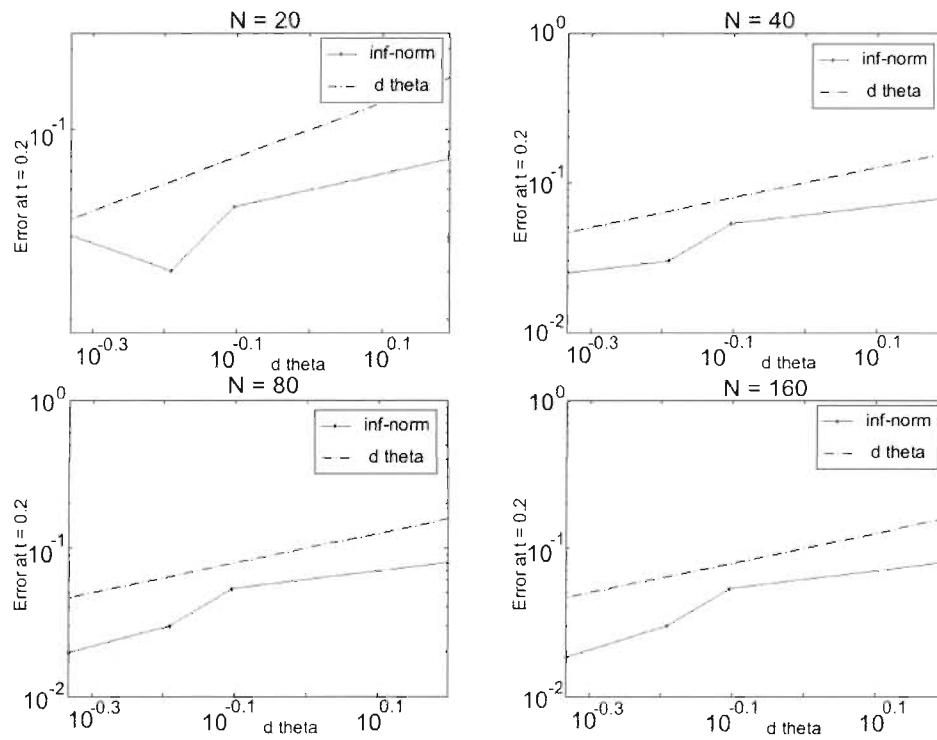 N = 20
inf-norm
d theta
10^-1
Error at t = 0.2
10^-0.3
10^-0.1
10^0.1
d theta
N = 40
10^0
inf-norm
d theta
10^-1
Error at t = 0.2
10^-2
10^-0.3
10^-0.1
10^0.1
d theta
N = 80
10^0
inf-norm
d theta
10^-1
Error at t = 0.2
10^-2
10^-0.3
10^-0.1
10^0.1
d theta
N = 160
10^0
inf-norm
d theta
10^-1
Error at t = 0.2
10^-2
10^-0.3
10^-0.1
10^0.1
d theta